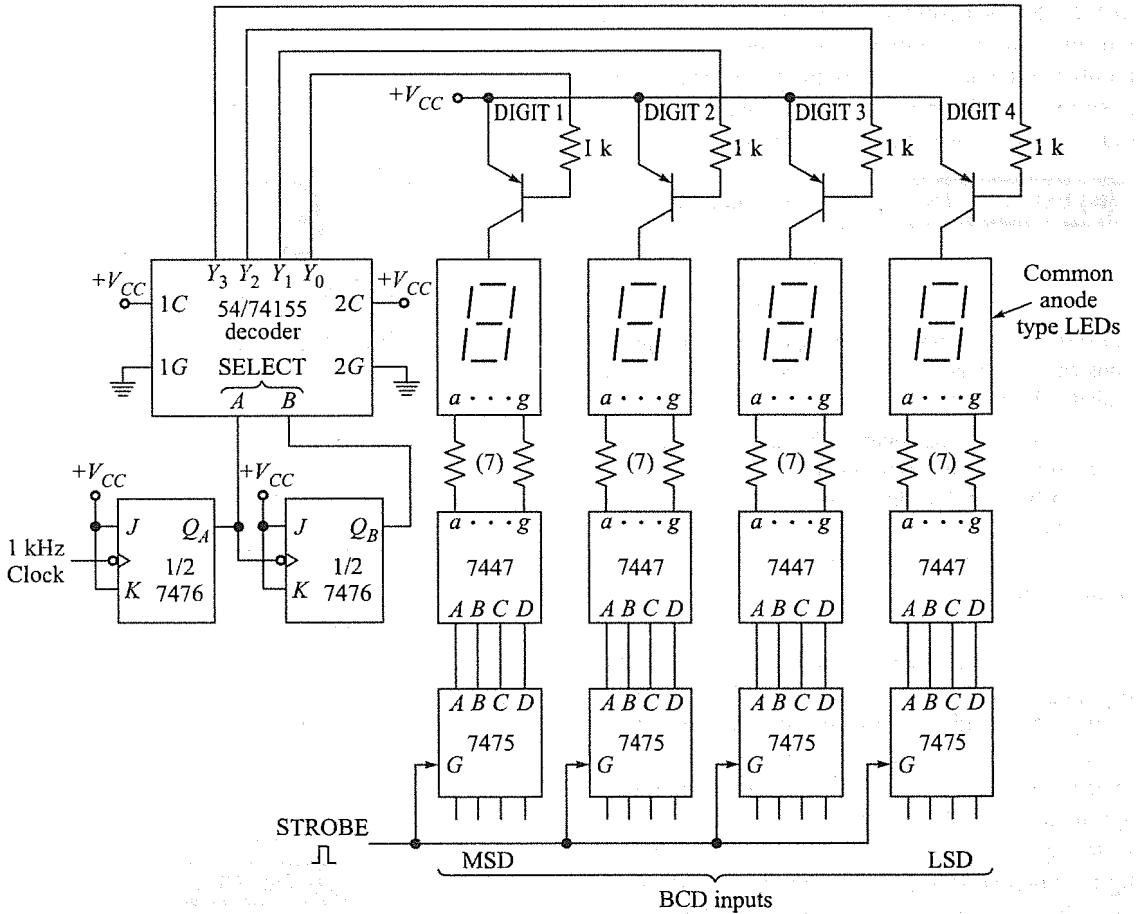 +VCC
DIGIT 1
DIGIT 2
DIGIT 3
DIGIT 4
1 k
1 k
1 k
1 k
+VCC
Y3 Y2 Y1 Y0
+VCC
1C
54/74155
decoder
2C
1G
SELECT
2G
A B
Common
anode
type LEDs
a · · · g
a · · · g
a · · · g
a · · · g
(7)
(7)
(7)
(7)
+VCC
+VCC
J
QA
J
QB
1 kHz
Clock
1/2
7476
K
1/2
7476
K
a · · · g
a · · · g
a · · · g
a · · · g
7447
7447
7447
7447
A B C D
A B C D
A B C D
A B C D
A B C D
A B C D
A B C D
A B C D
7475
7475
7475
7475
G
G
G
G
STROBE
MSD
LSD
BCD inputs